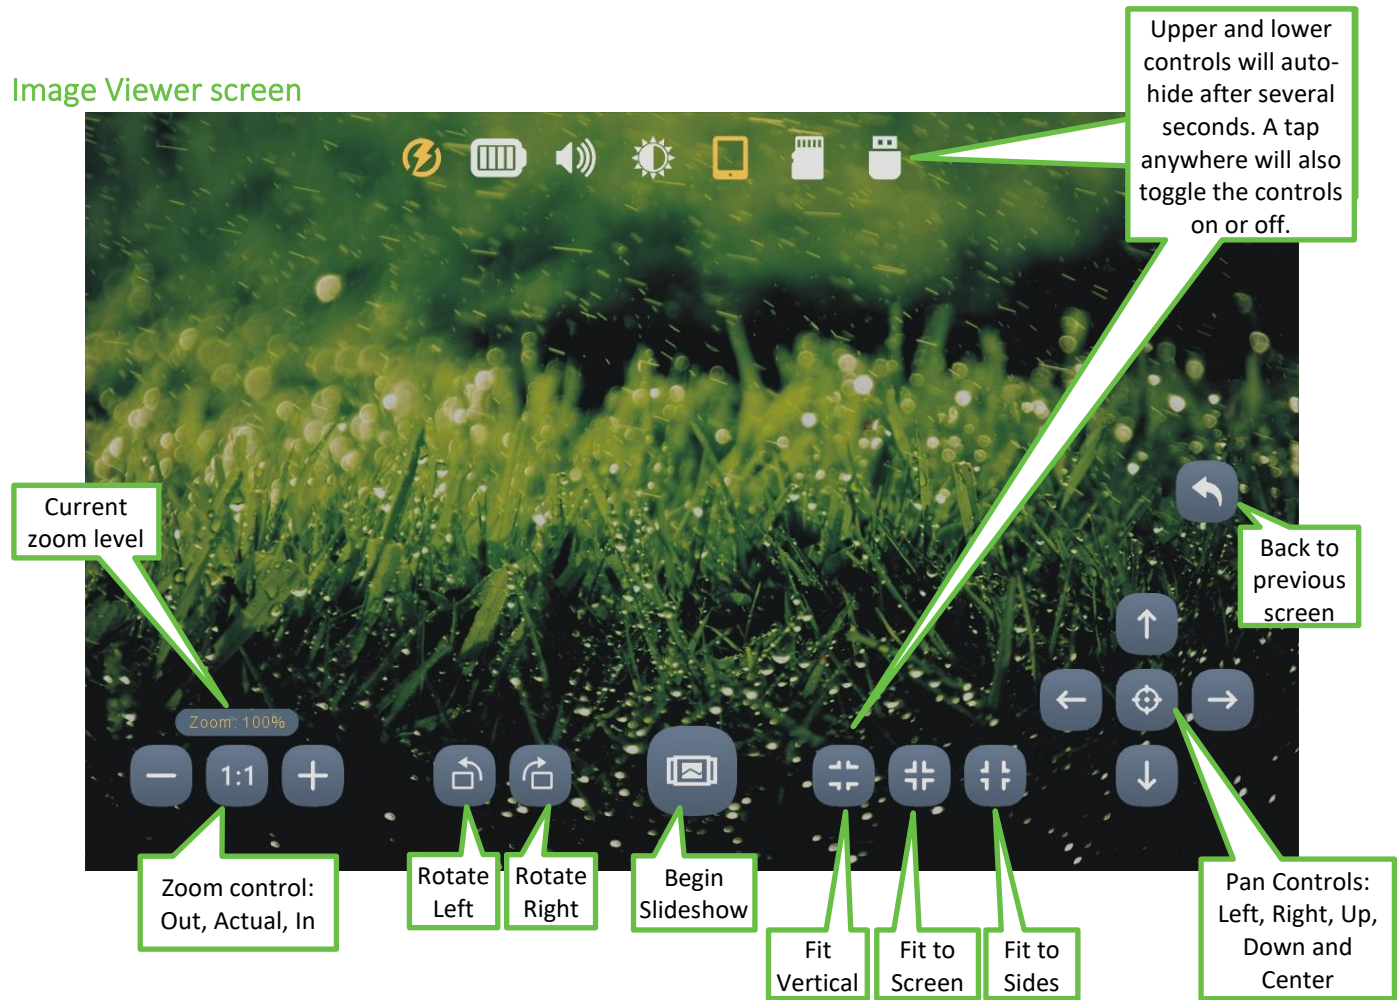 Image Viewer screen
Upper and lower
controls will auto-
hide after several
seconds. A tap
anywhere will also
toggle the controls
on or off.
Current
zoom level
Back to
previous
screen
Zoom: 100%
1:1
Zoom control:
Out, Actual, In
Rotate
Left
Rotate
Right
Begin
Slideshow
Fit
Vertical
Fit to
Screen
Fit to
Sides
Pan Controls:
Left, Right, Up,
Down and
Center